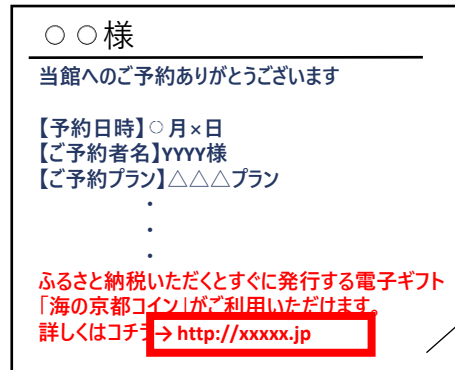 ○○様
当館へのご予約ありがとうございます
【予約日時】○月×日
【ご予約者名】YYYY様
【ご予約プラン】△△△プラン
・
・
・
ふるさと納税いただくとすぐに発行する電子ギフト
「海の京都コイン」がご利用いただけます。
詳しくはコチラ→ http://xxxxx.jp